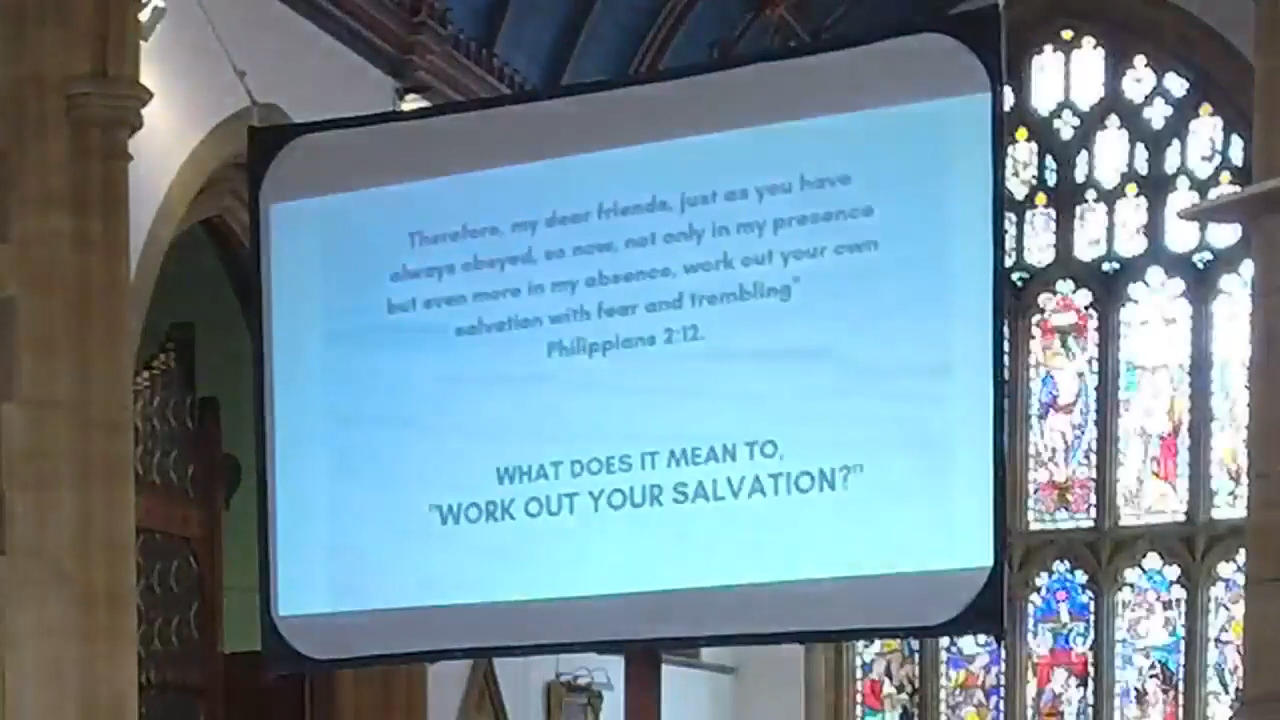 Therefore, my dear friends, just as you have
always obeyed, so now, not only in my presence
but even more in my absence, work out your own
salvation with fear and trembling"
Philippians 2:12.
WHAT DOES IT MEAN TO,
"WORK OUT YOUR SALVATION?"